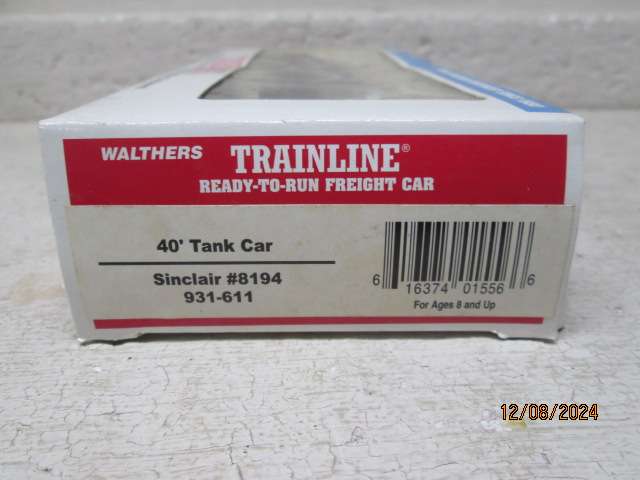 WALTHERS TRAINLINE®
READY-TO-RUN FREIGHT CAR
40' Tank Car
Sinclair #8194
931-611
6 16374 01556 6
For Ages 8 and Up
12/08/2024